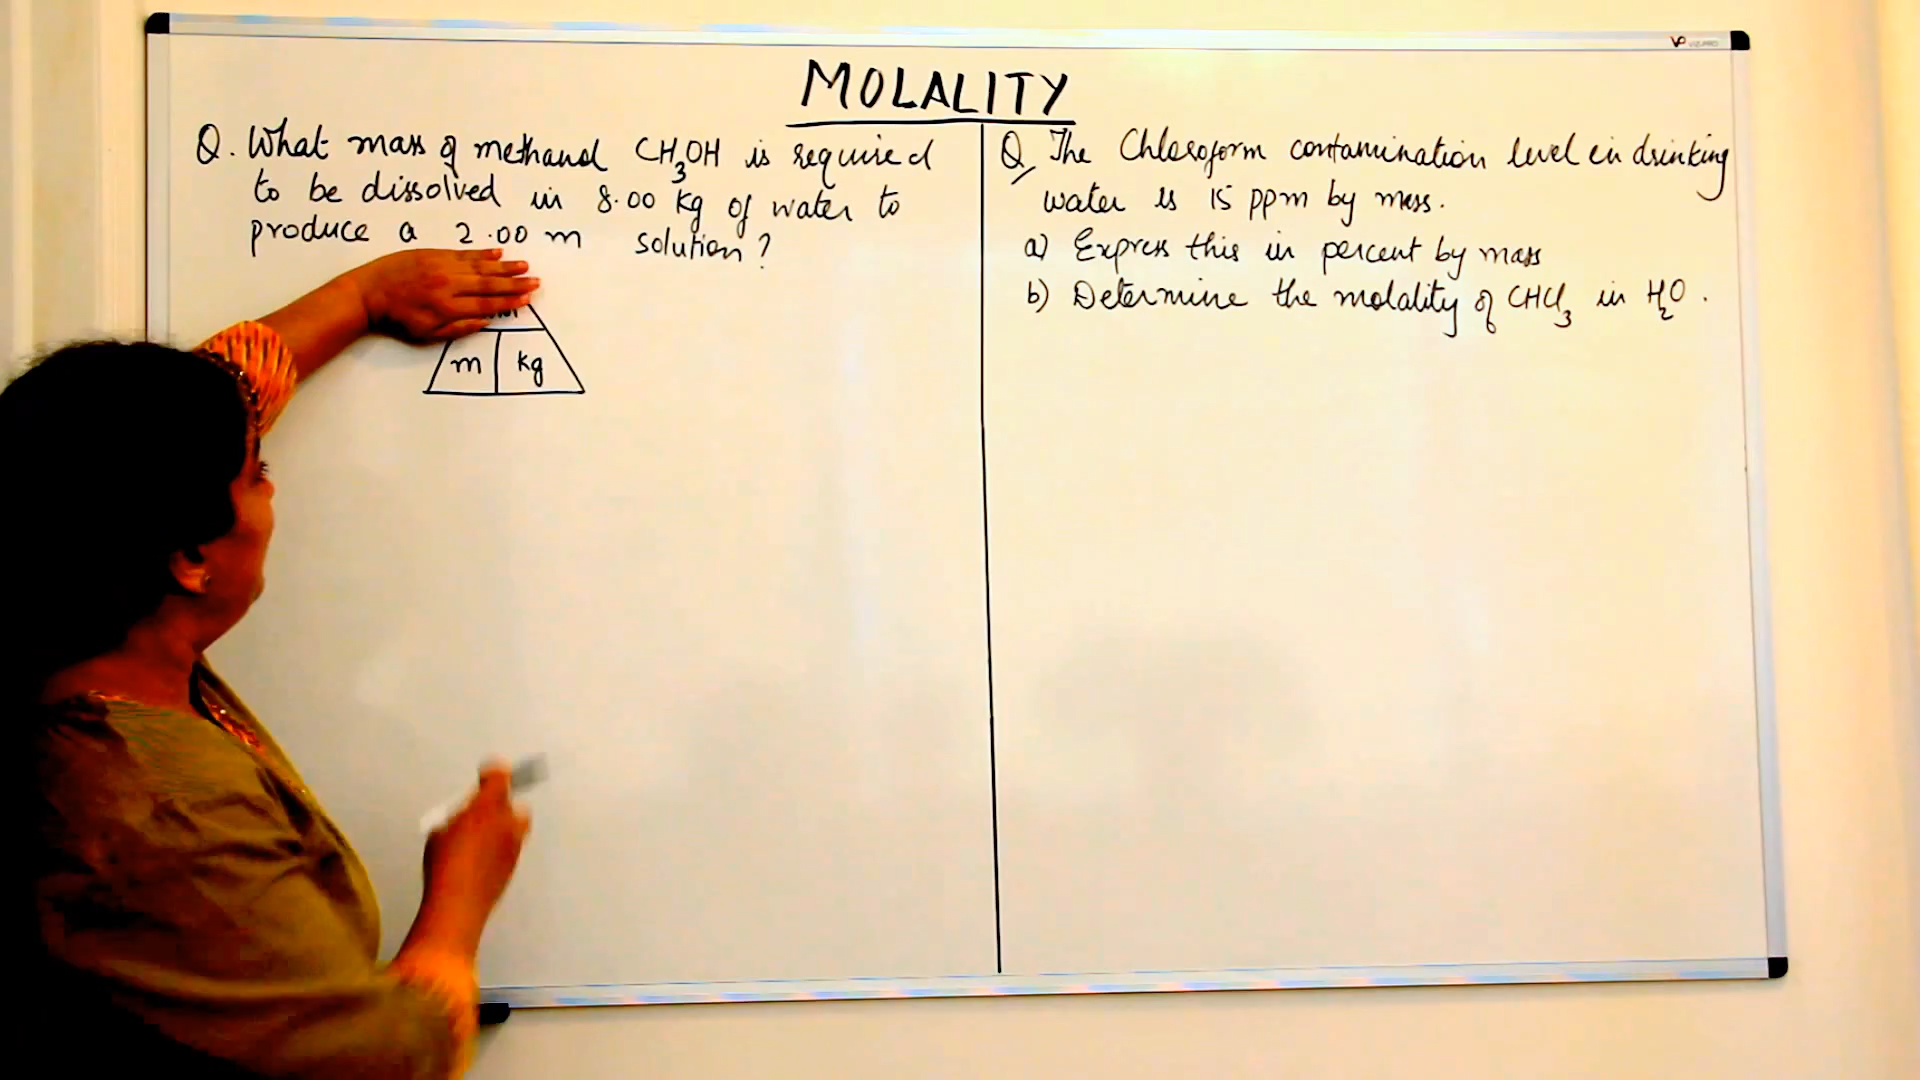 MOLALITY
Q. What mass of methanol CH₃OH is required
to be dissolved in 8.00 kg of water to
produce a 2.00 m solution?
m kg
Q. The Chloroform contamination level in drinking
water is 15 ppm by mass.
a) Express this in percent by mass
b) Determine the molality of CHCl₃ in H₂O.